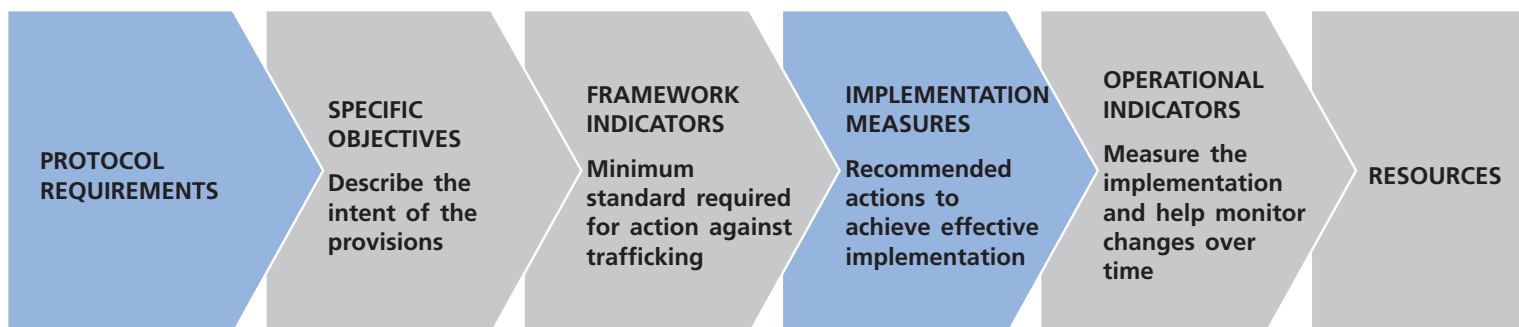 PROTOCOL
REQUIREMENTS
SPECIFIC
OBJECTIVES
Describe the
intent of the
provisions
FRAMEWORK
INDICATORS
Minimum
standard required
for action against
trafficking
IMPLEMENTATION
MEASURES
Recommended
actions to
achieve effective
implementation
OPERATIONAL
INDICATORS
Measure the
implementation
and help monitor
changes over
time
RESOURCES